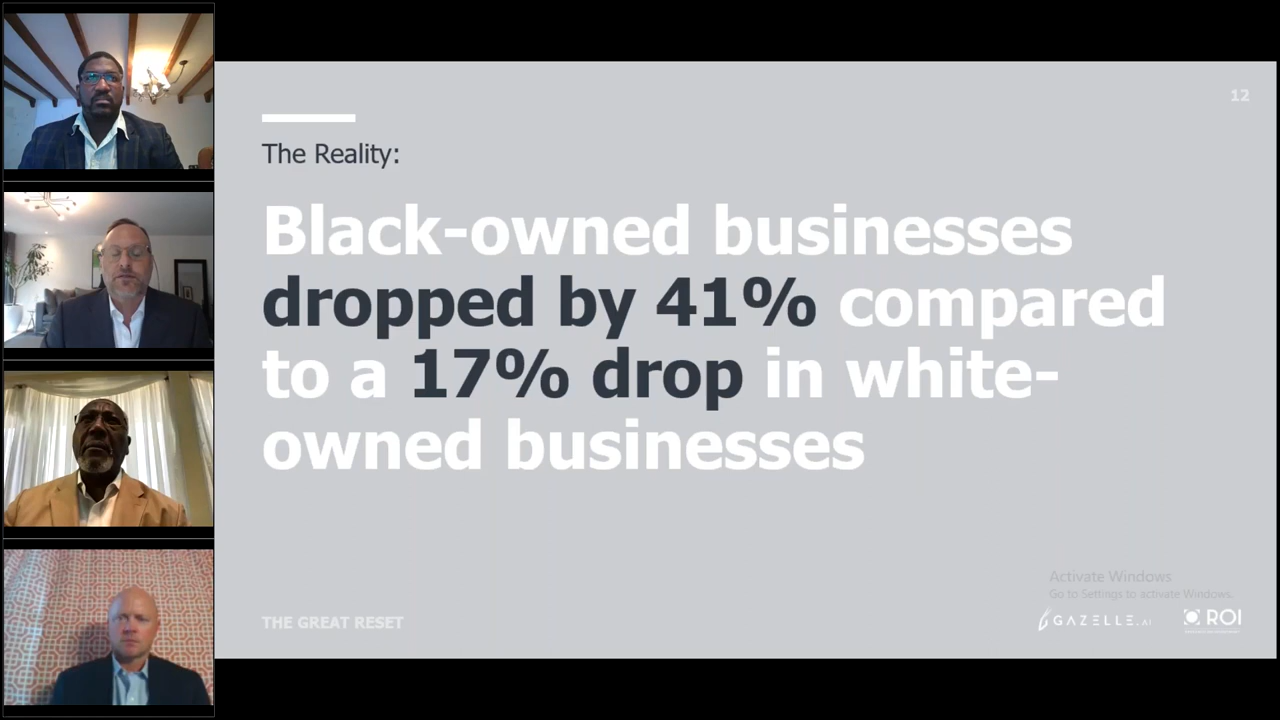 12
The Reality:
Black-owned businesses
dropped by 41% compared
to a 17% drop in white-
owned businesses
Activate Windows
Go to Settings to activate Windows.
THE GREAT RESET
GAZELLE.AI
ROI